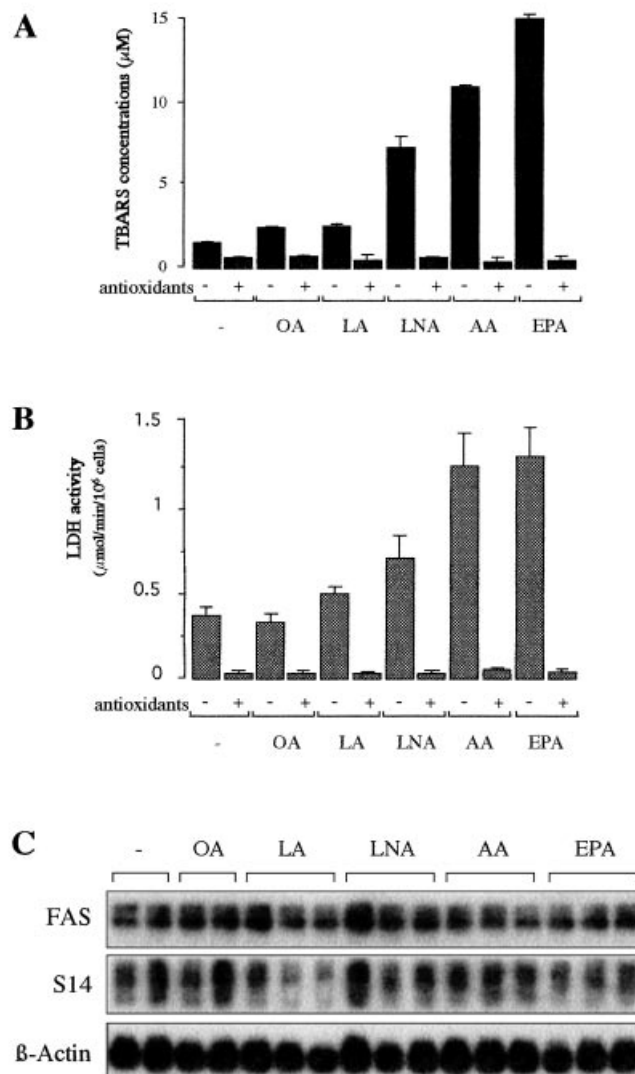 A
TBARS concentrations (µM)
15
10
5
0
antioxidants - + - + - + - + - + - +
- OA LA LNA AA EPA
B
LDH activity
(µmol/min/10⁶ cells)
1.5
1
0.5
0
antioxidants - + - + - + - + - + - +
- OA LA LNA AA EPA
C
- OA LA LNA AA EPA
FAS
S14
ß-Actin